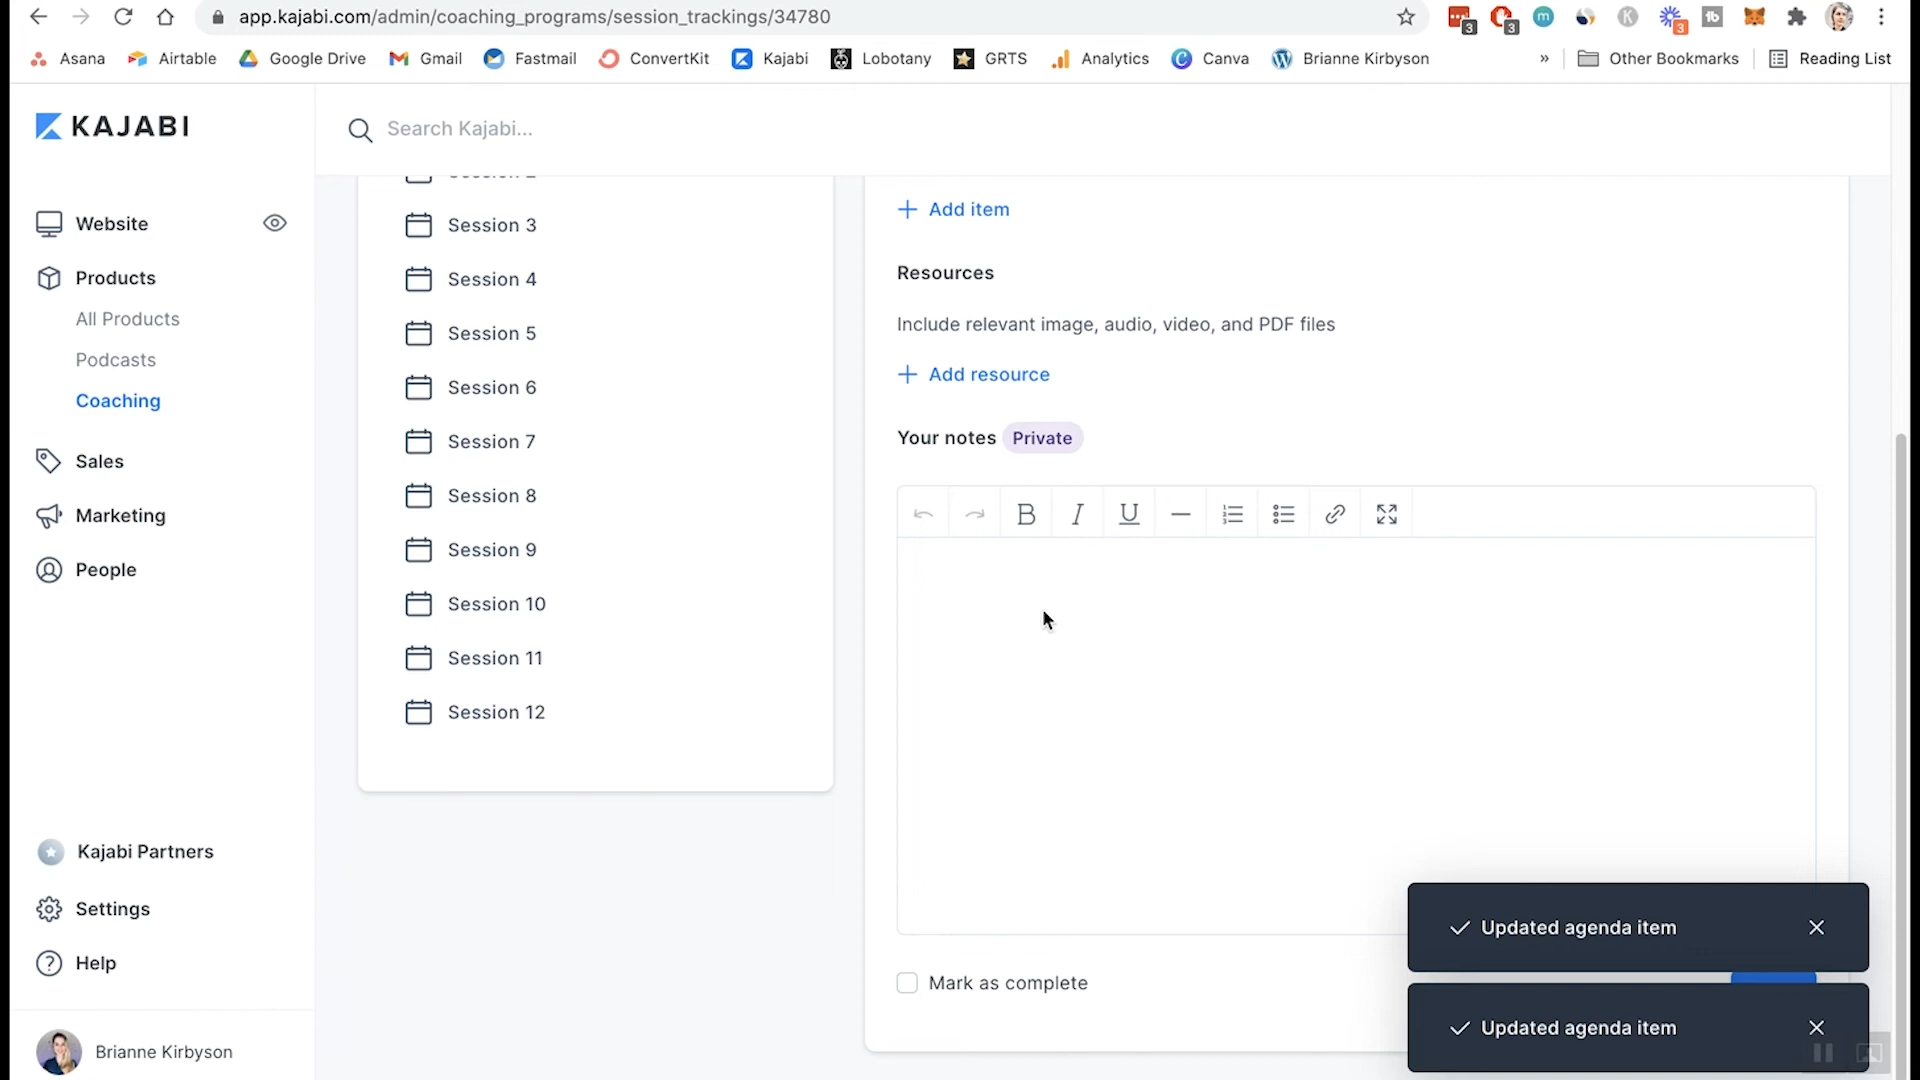 app.kajabi.com/admin/coaching_programs/session_trackings/34780
3
3
m
K
3
tb
Asana
Airtable
Google Drive
Gmail
Fastmail
ConvertKit
Kajabi
Lobotany
GRTS
Analytics
Canva
Brianne Kirbyson
»
Other Bookmarks
Reading List
KAJABI
Search Kajabi...
Website
Products
All Products
Podcasts
Coaching
Sales
Marketing
People
Kajabi Partners
Settings
Help
Brianne Kirbyson
Session 3
Session 4
Session 5
Session 6
Session 7
Session 8
Session 9
Session 10
Session 11
Session 12
Add item
Resources
Include relevant image, audio, video, and PDF files
Add resource
Your notes Private
B I U
Mark as complete
Updated agenda item
Updated agenda item